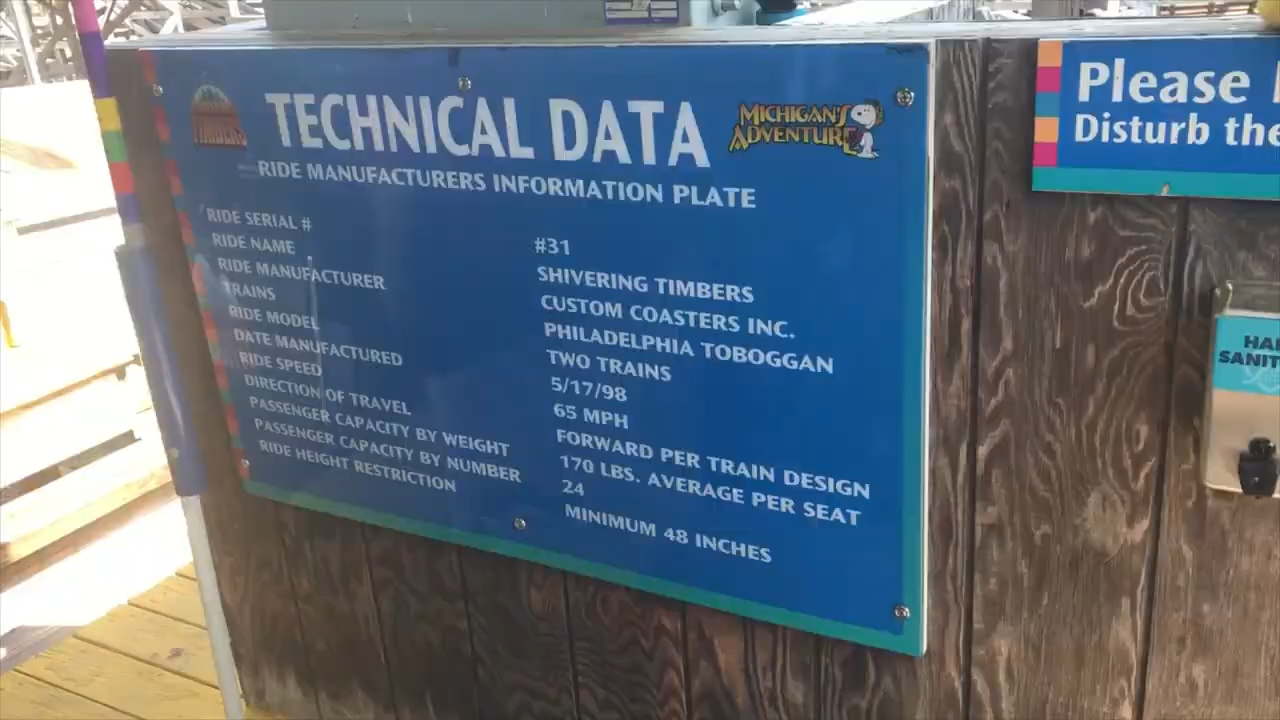 TECHNICAL DATA
MICHIGAN'S
ADVENTURE
TIMBERS
RIDE MANUFACTURERS INFORMATION PLATE
RIDE SERIAL # #31
RIDE NAME SHIVERING TIMBERS
RIDE MANUFACTURER CUSTOM COASTERS INC.
TRAINS PHILADELPHIA TOBOGGAN
RIDE MODEL TWO TRAINS
DATE MANUFACTURED 5/17/98
RIDE SPEED 65 MPH
DIRECTION OF TRAVEL FORWARD PER TRAIN DESIGN
PASSENGER CAPACITY BY WEIGHT 170 LBS. AVERAGE PER SEAT
PASSENGER CAPACITY BY NUMBER 24
RIDE HEIGHT RESTRICTION MINIMUM 48 INCHES
Please
Disturb the
HA
SANIT